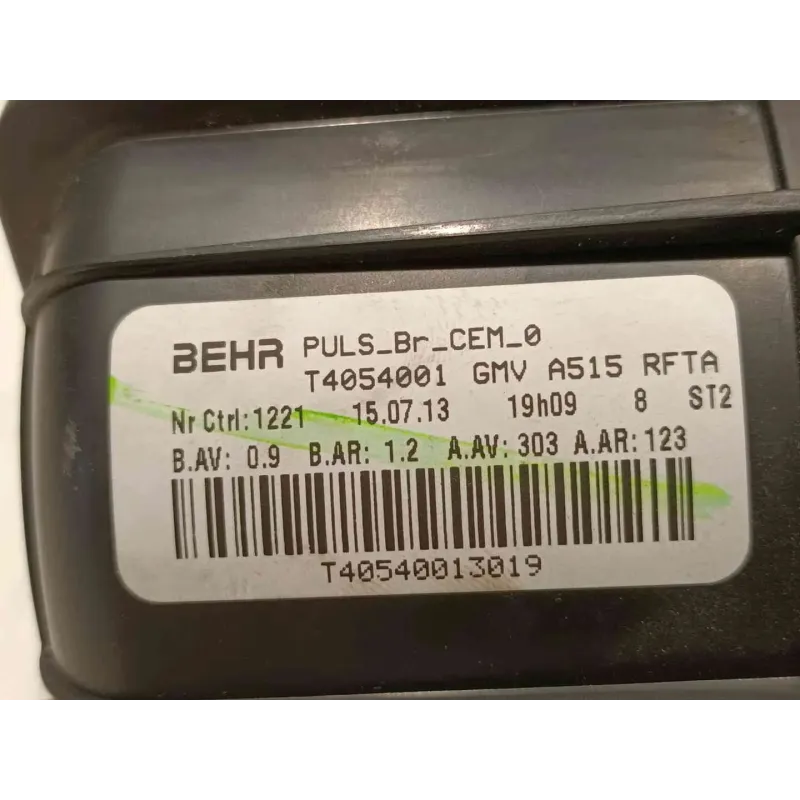 BEHR PULS_Br_CEM_0
T4054001 GMV A515 RFTA
Nr Ctrl:1221 15.07.13 19h09 8 ST2
B.AV: 0.9 B.AR: 1.2 A.AV: 303 A.AR: 123
T40540013019